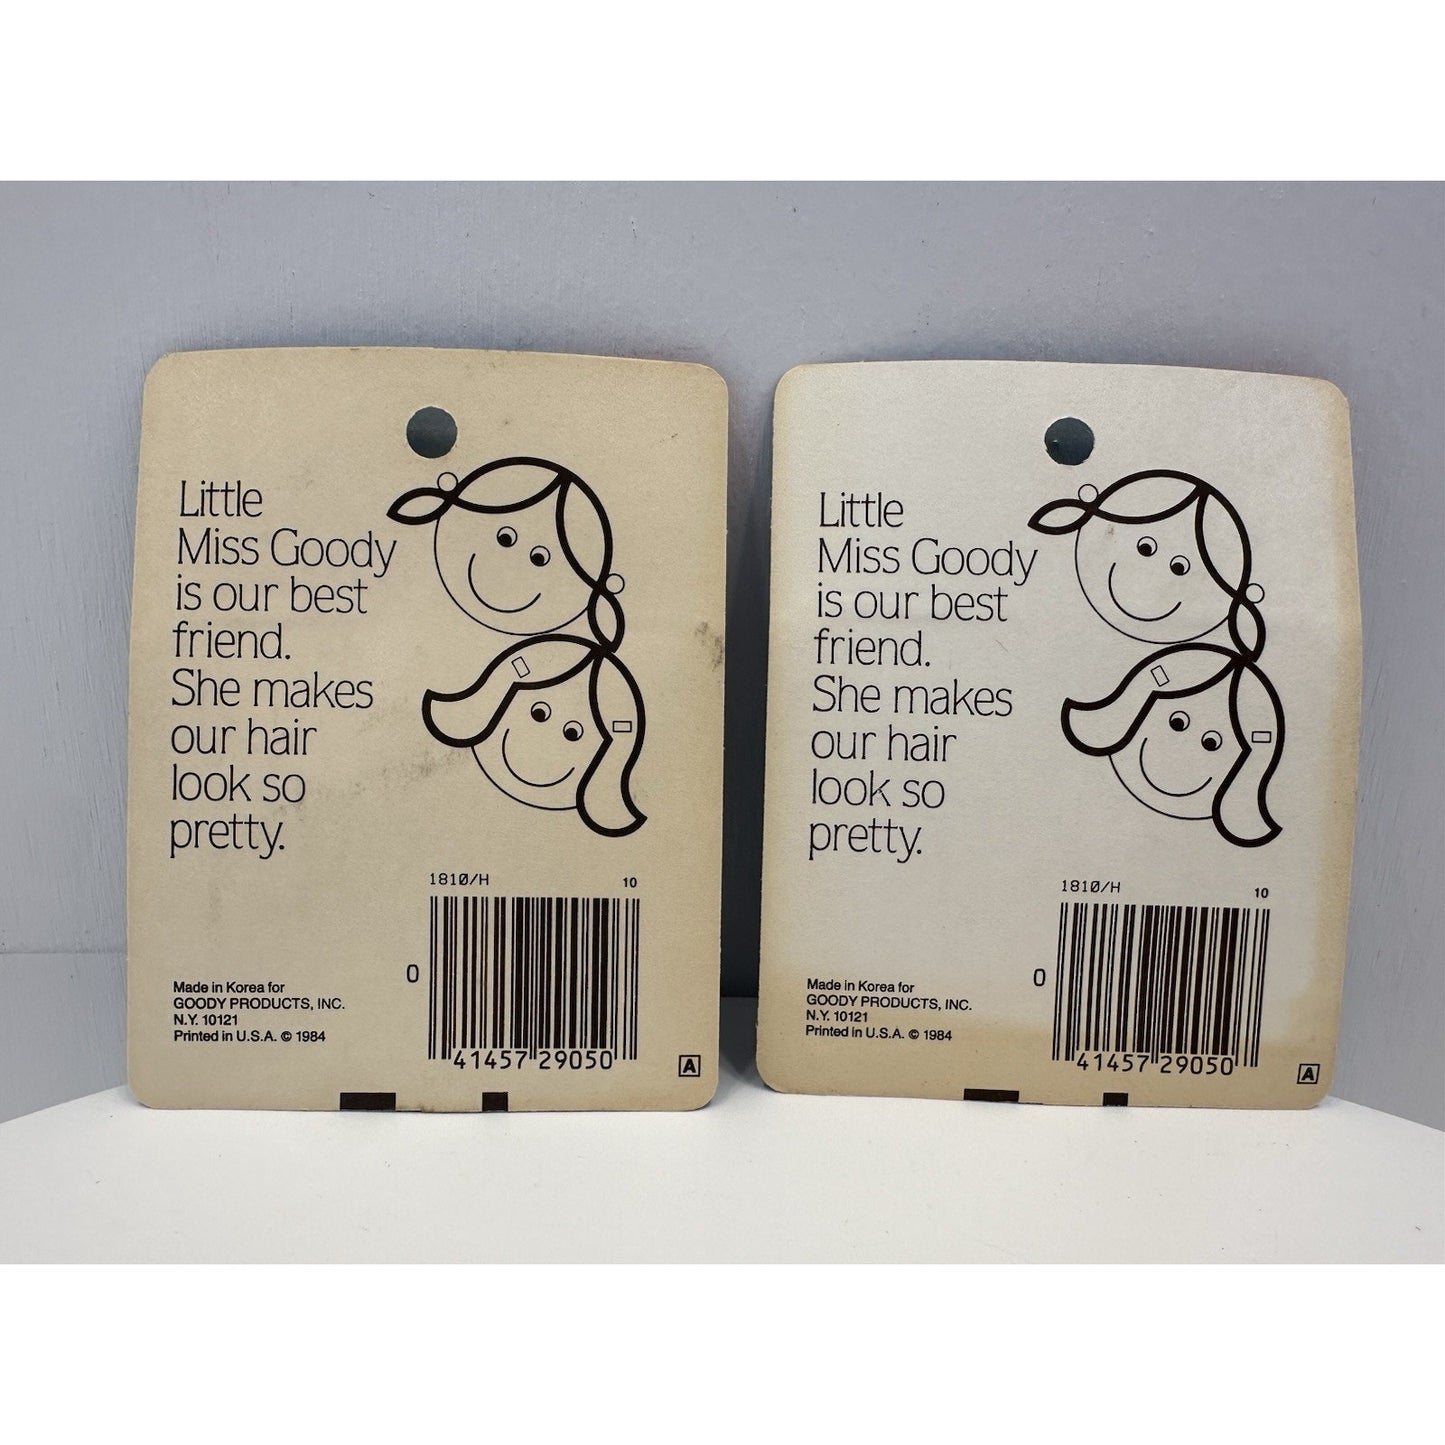 Little
Miss Goody
is our best
friend.
She makes
our hair
look so
pretty.
1810/H 10
0
41457 29050
Made in Korea for
GOODY PRODUCTS, INC.
N.Y. 10121
Printed in U.S.A. © 1984
A
Little
Miss Goody
is our best
friend.
She makes
our hair
look so
pretty.
1810/H 10
0
41457 29050
Made in Korea for
GOODY PRODUCTS, INC.
N.Y. 10121
Printed in U.S.A. © 1984
A